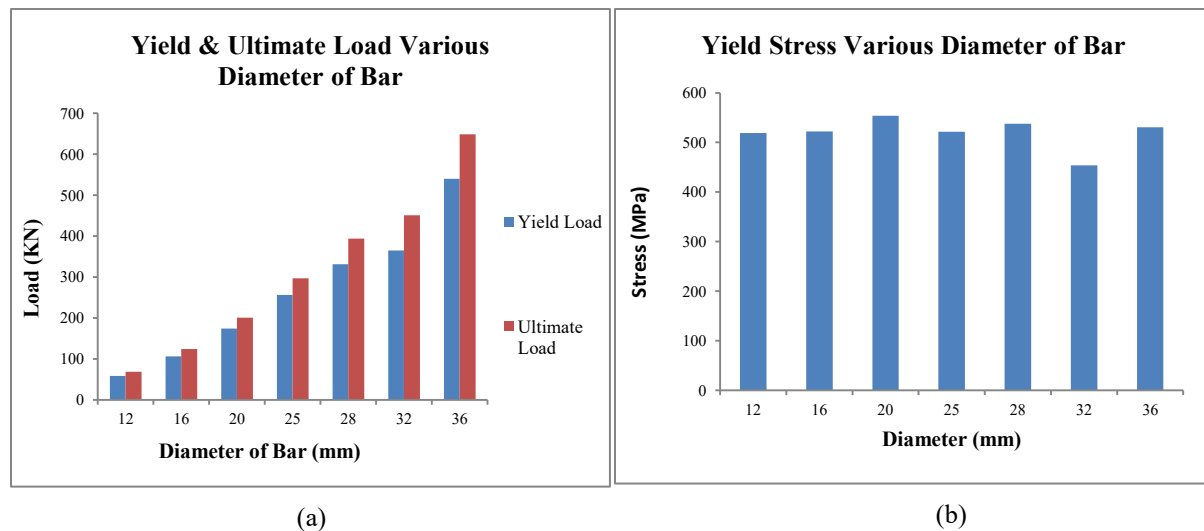 Yield & Ultimate Load Various
Diameter of Bar
700
600
500
400
300
200
100
0
Load (KN)
12 16 20 25 28 32 36
Diameter of Bar (mm)
Yield Load
Ultimate
Load
(a)
Yield Stress Various Diameter of Bar
600
500
400
300
200
100
0
Stress (MPa)
12 16 20 25 28 32 36
Diameter (mm)
(b)